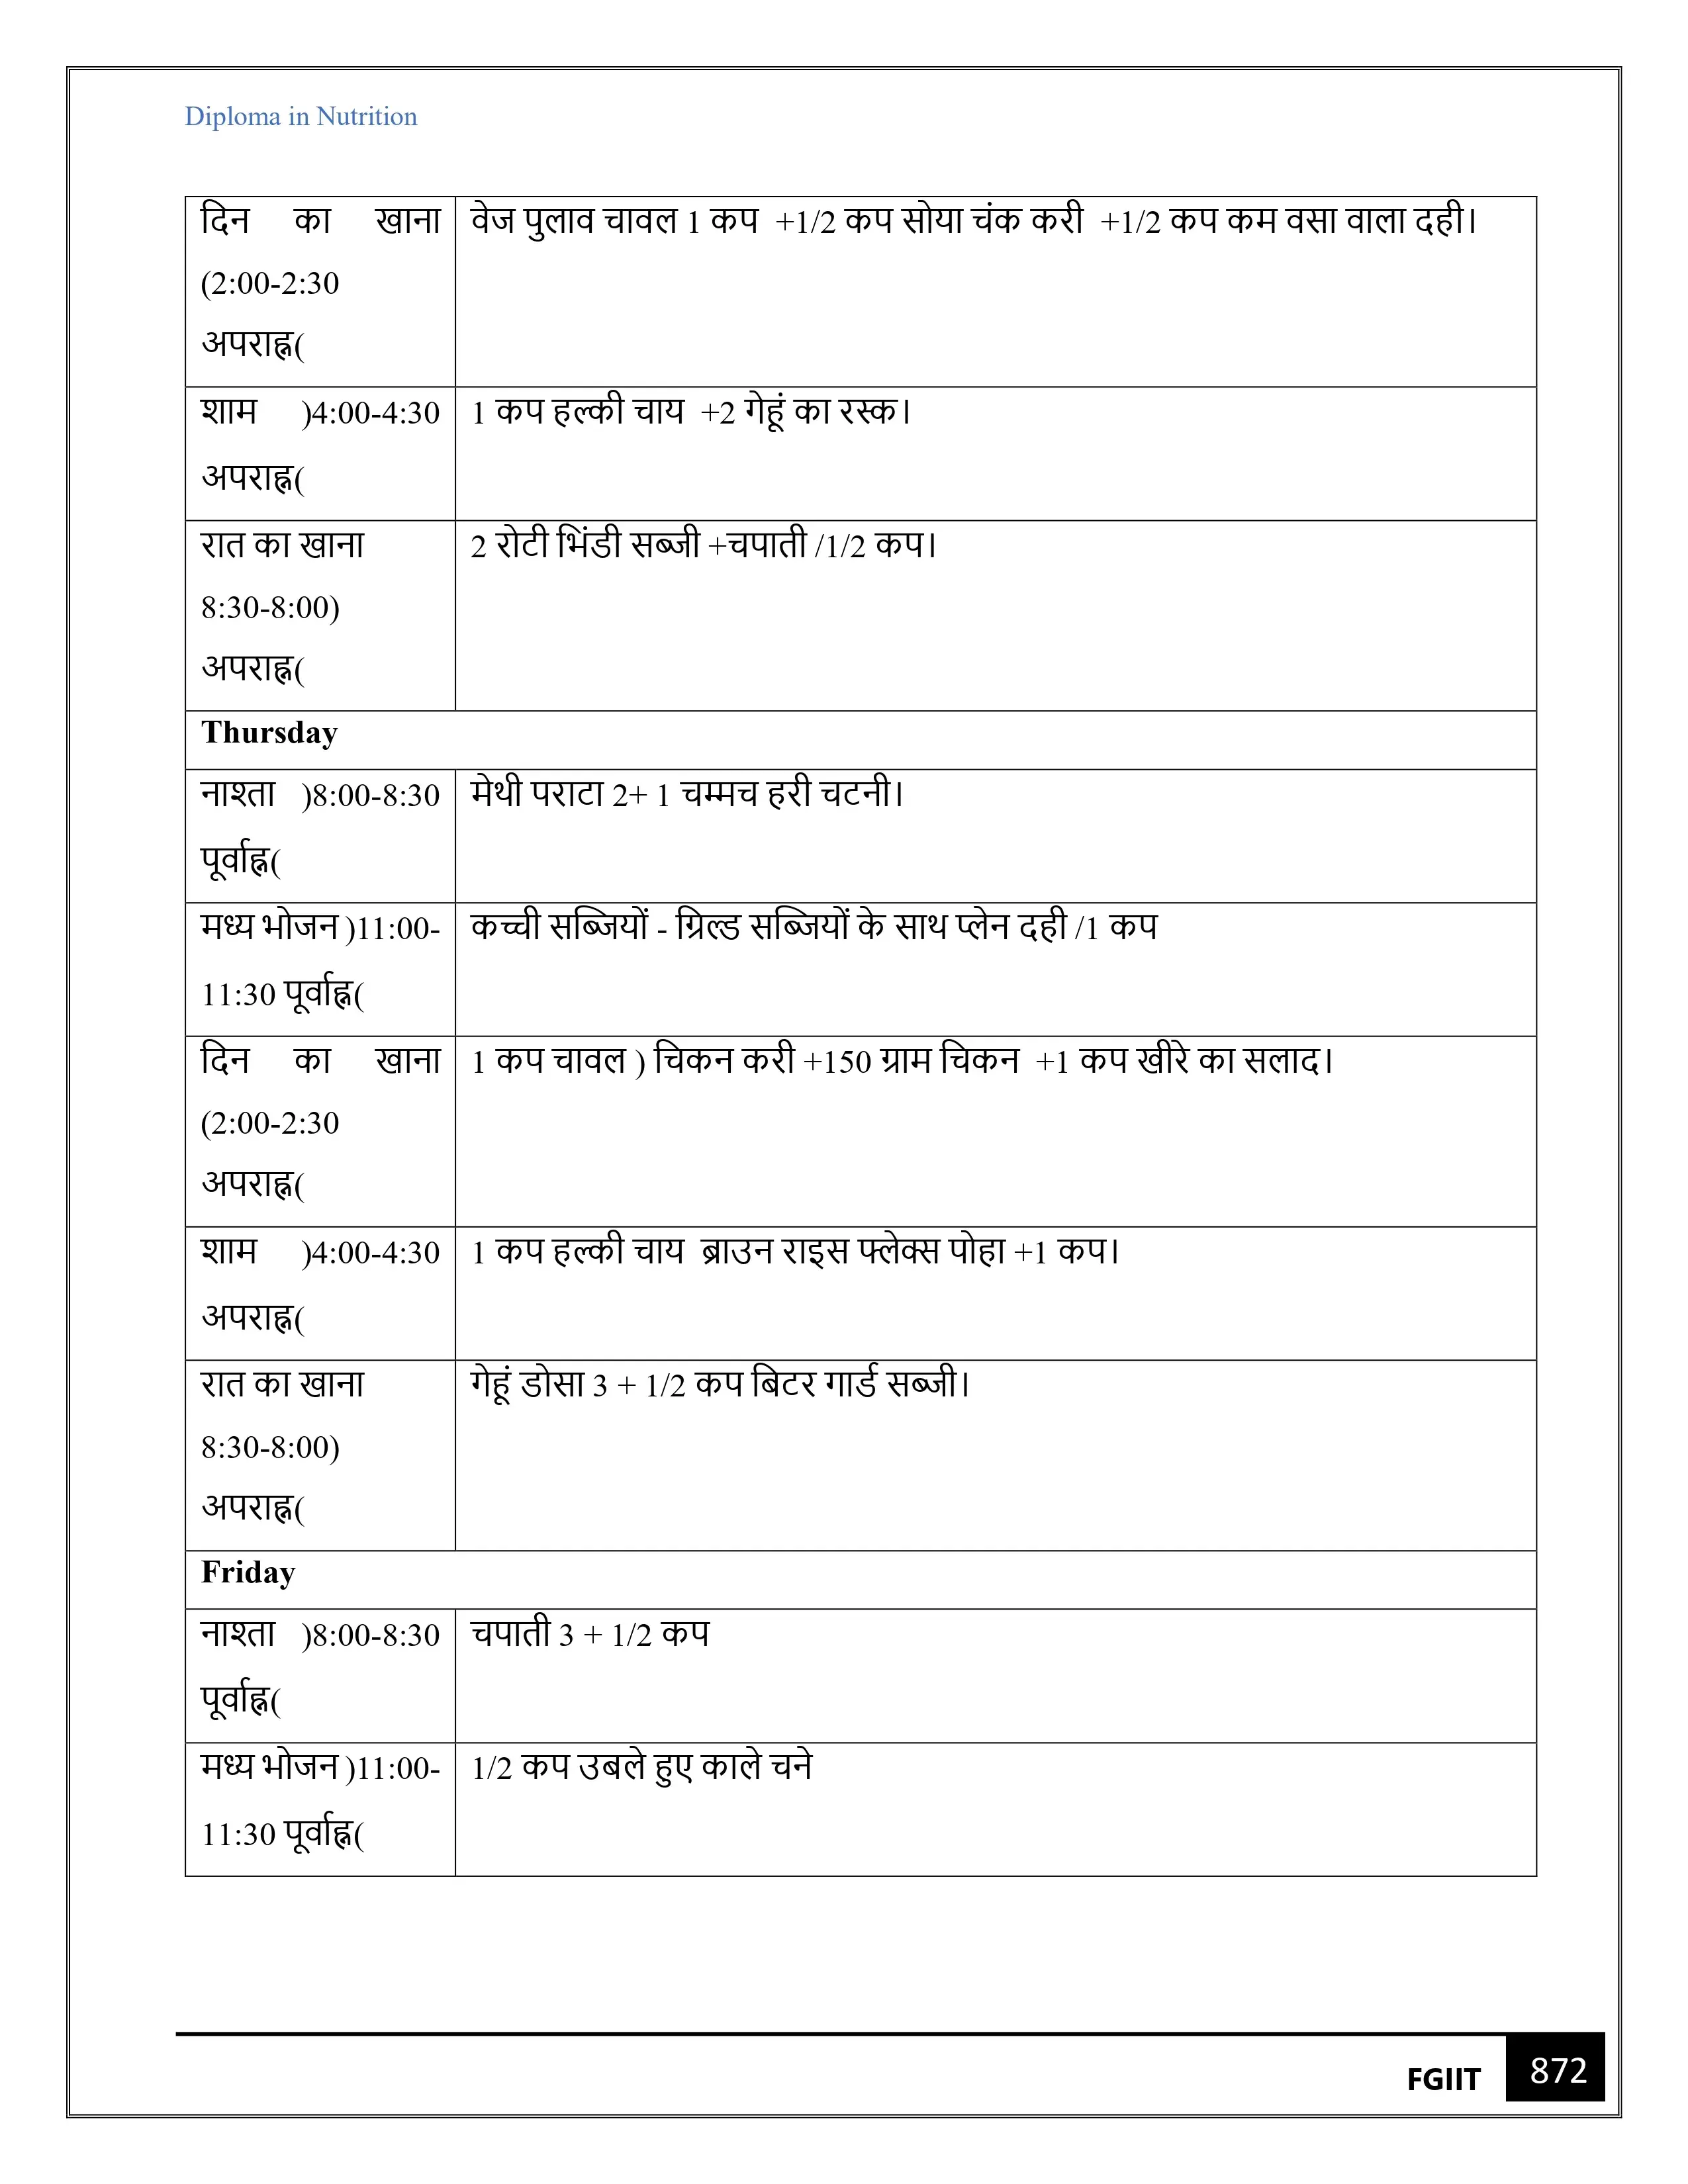 Diploma in Nutrition
दिन का खाना
(2:00-2:30
अपराह्न(
वेज पुलाव चावल 1 कप +1/2 कप सोया चंक करी +1/2 कप कम वसा वाला दही।
शाम )4:00-4:30
अपराह्न(
1 कप हल्की चाय +2 गेहूं का रस्क।
रात का खाना
8:30-8:00)
अपराह्न(
2 रोटी भिंडी सब्जी +चपाती /1/2 कप।
Thursday
नाश्ता )8:00-8:30
पूर्वाह्न(
मेथी पराटा 2+ 1 चम्मच हरी चटनी।
मध्य भोजन )11:00-
11:30 पूर्वाह्न(
कच्ची सब्जियों - ग्रिल्ड सब्जियों के साथ प्लेन दही /1 कप
दिन का खाना
(2:00-2:30
अपराह्न(
1 कप चावल ) चिकन करी +150 ग्राम चिकन +1 कप खीरे का सलाद।
शाम )4:00-4:30
अपराह्न(
1 कप हल्की चाय ब्राउन राइस फ्लेक्स पोहा +1 कप।
रात का खाना
8:30-8:00)
अपराह्न(
गेहूं डोसा 3 + 1/2 कप बिटर गार्ड सब्जी।
Friday
नाश्ता )8:00-8:30
पूर्वाह्न(
चपाती 3 + 1/2 कप
मध्य भोजन )11:00-
11:30 पूर्वाह्न(
1/2 कप उबले हुए काले चने
FGIIT 872